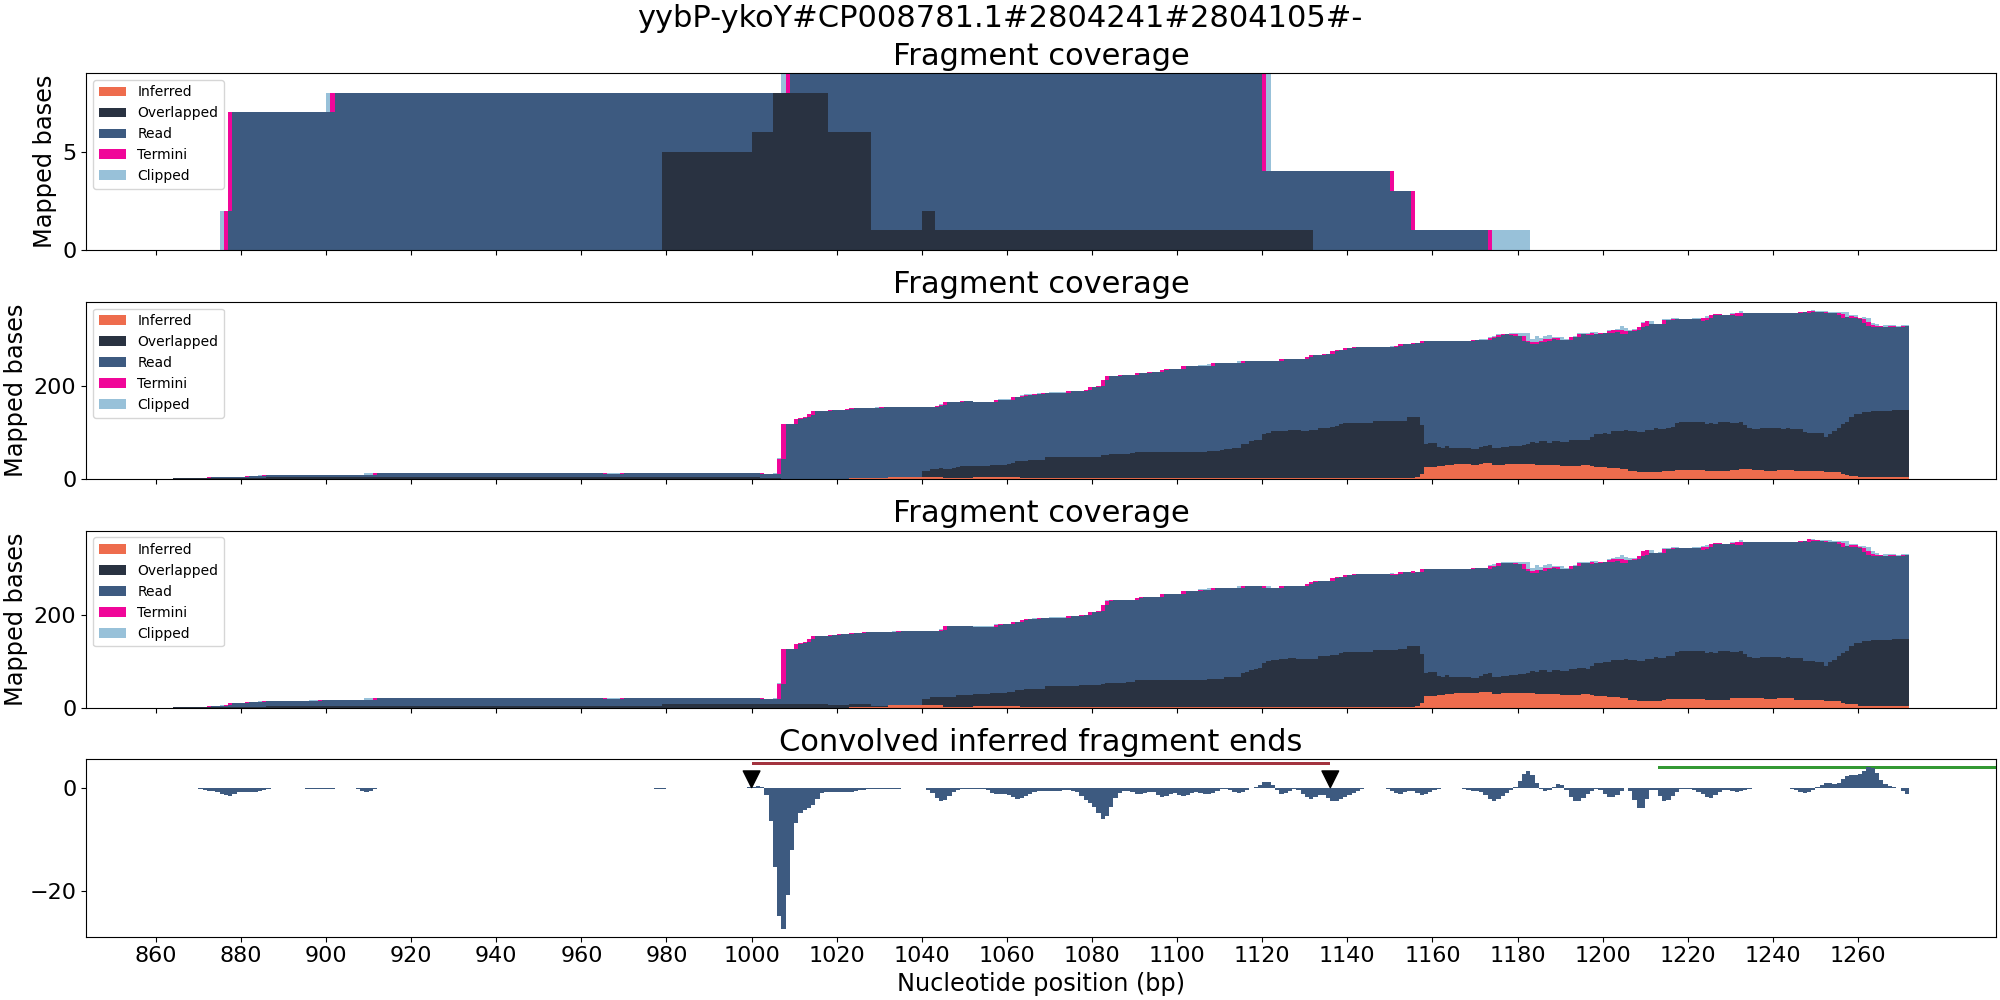 yybP-ykoY#CP008781.1#2804241#2804105#-
Fragment coverage
Mapped bases
5
0
Inferred
Overlapped
Read
Termini
Clipped
Fragment coverage
Mapped bases
200
0
Inferred
Overlapped
Read
Termini
Clipped
Fragment coverage
Mapped bases
200
0
Inferred
Overlapped
Read
Termini
Clipped
Convolved inferred fragment ends
0
−20
860 880 900 920 940 960 980 1000 1020 1040 1060 1080 1100 1120 1140 1160 1180 1200 1220 1240 1260
Nucleotide position (bp)